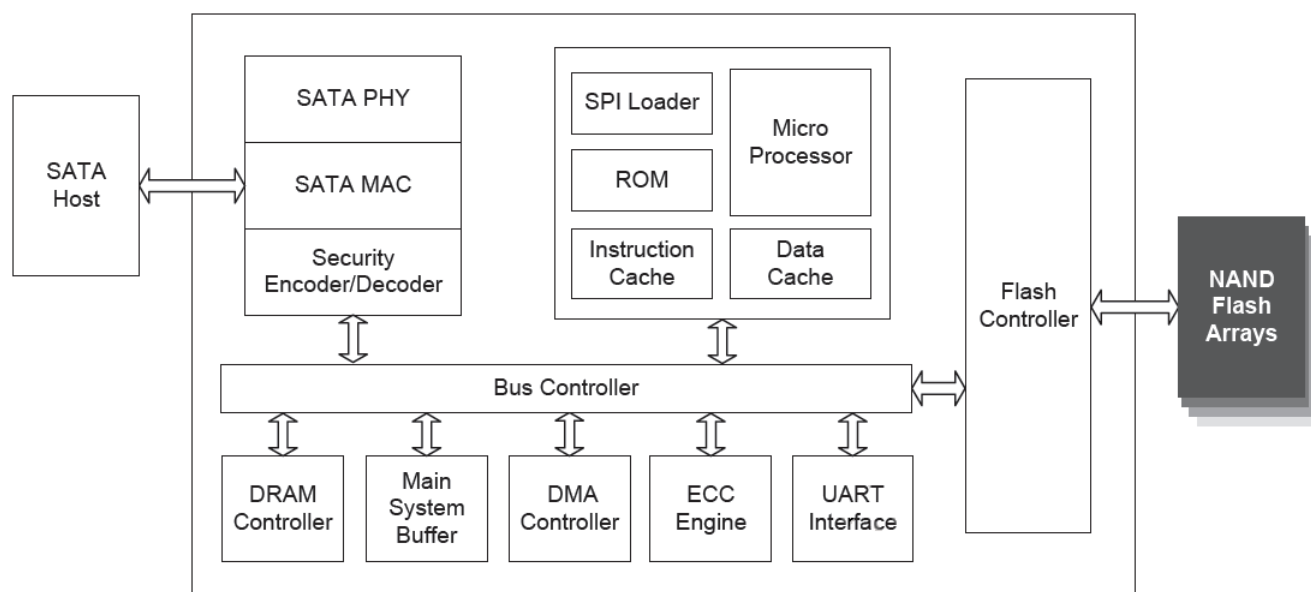 SATA
Host
SATA PHY
SATA MAC
Security
Encoder/Decoder
SPI Loader
ROM
Instruction
Cache
Micro
Processor
Data
Cache
Flash
Controller
NAND
Flash
Arrays
Bus Controller
DRAM
Controller
Main
System
Buffer
DMA
Controller
ECC
Engine
UART
Interface